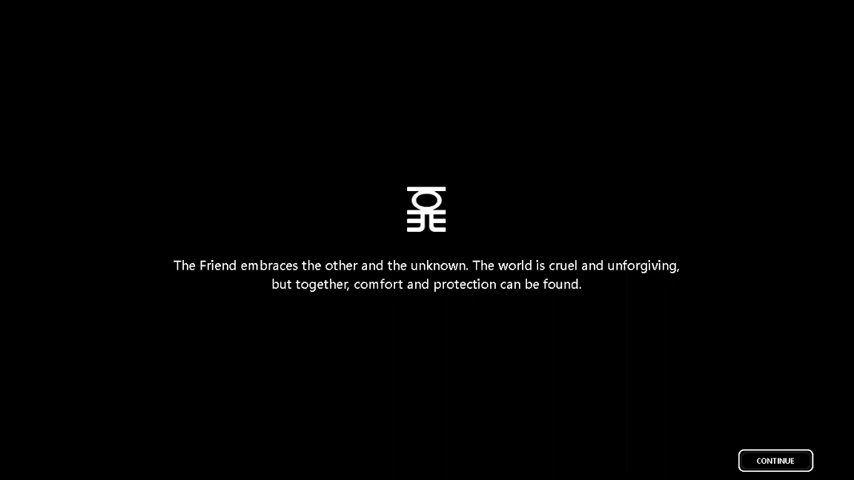 The Friend embraces the other and the unknown. The world is cruel and unforgiving,
but together, comfort and protection can be found.
CONTINUE